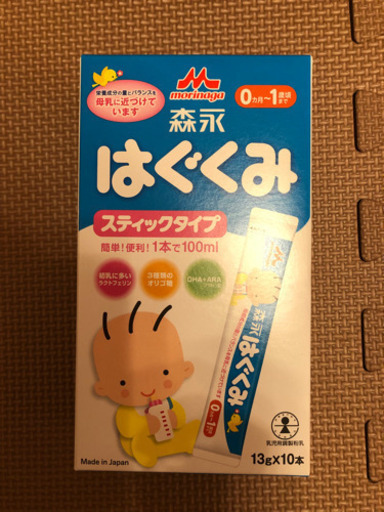 栄養成分の量とバランスを
母乳に近づけて
います
morinaga
0ヵ月〜1歳頃まで
森永
はぐくみ
スティックタイプ
簡単!便利! 1本で100ml
初乳に多い
ラクトフェリン
3種類の
オリゴ糖
DHA+ARA
森永
はぐくみ
Made in Japan
乳児用調製粉乳
13g×10本